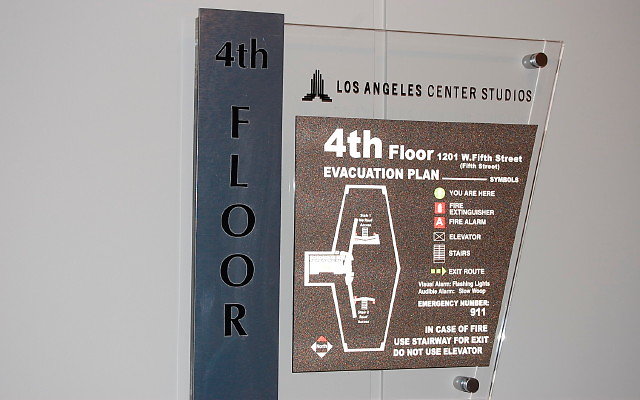 4th
FLOOR
LOS ANGELES CENTER STUDIOS
4th Floor 1201 W.Fifth Street
(Fifth Street)
EVACUATION PLAN SYMBOLS
YOU ARE HERE
FIRE
EXTINGUISHER
A FIRE ALARM
ELEVATOR
STAIRS
EXIT ROUTE
Visual Alarm: Flashing Lights
Audible Alarm: Slow Woop
EMERGENCY NUMBER:
911
IN CASE OF FIRE
USE STAIRWAY FOR EXIT
DO NOT USE ELEVATOR